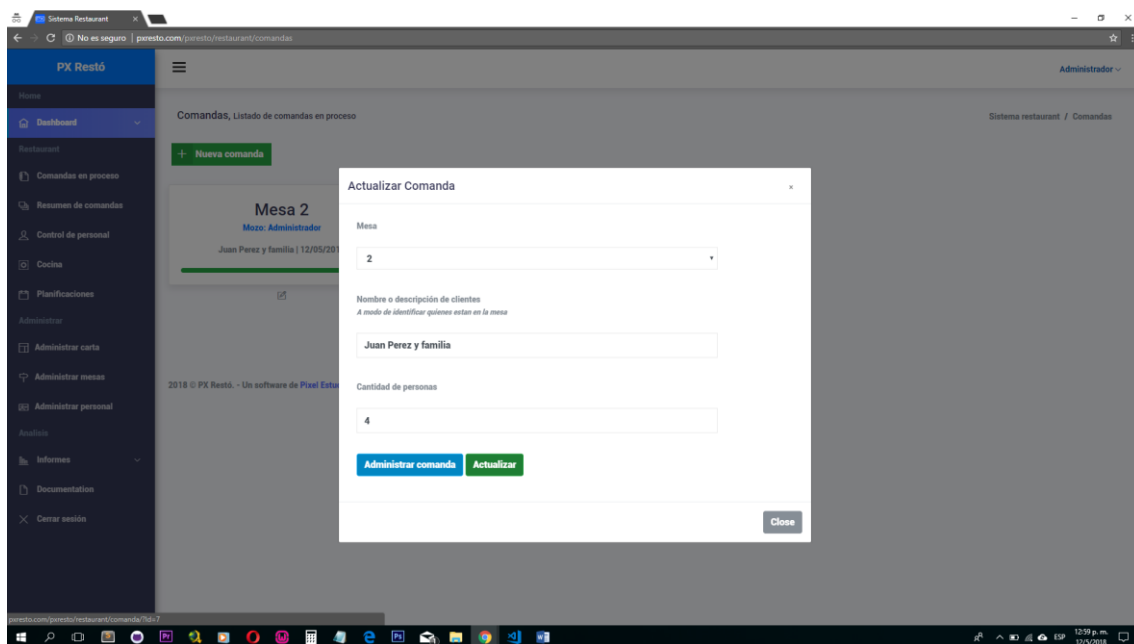 Sistema Restaurant
No es seguro | pxresto.com/pxresto/restaurant/comandas
PX Restó
Administrador
Home
Dashboard
Comandas, Listado de comandas en proceso
Sistema restaurant / Comandas
Restaurant
+ Nueva comanda
Comandas en proceso
Resumen de comandas
Control de personal
Cocina
Planificaciones
Administrar
Administrar carta
Administrar mesas
Administrar personal
Analisis
Informes
Documentation
Cerrar sesión
Mesa 2
Mozo: Administrador
Juan Perez y familia | 12/05/201
2018 © PX Restó. - Un software de Pixel Estu
Actualizar Comanda
×
Mesa
2
Nombre o descripción de clientes
A modo de identificar quienes estan en la mesa
Juan Perez y familia
Cantidad de personas
4
Administrar comanda
Actualizar
Close
pxresto.com/pxresto/restaurant/comanda/?id=7
ESP
12:59 p. m.
12/5/2018